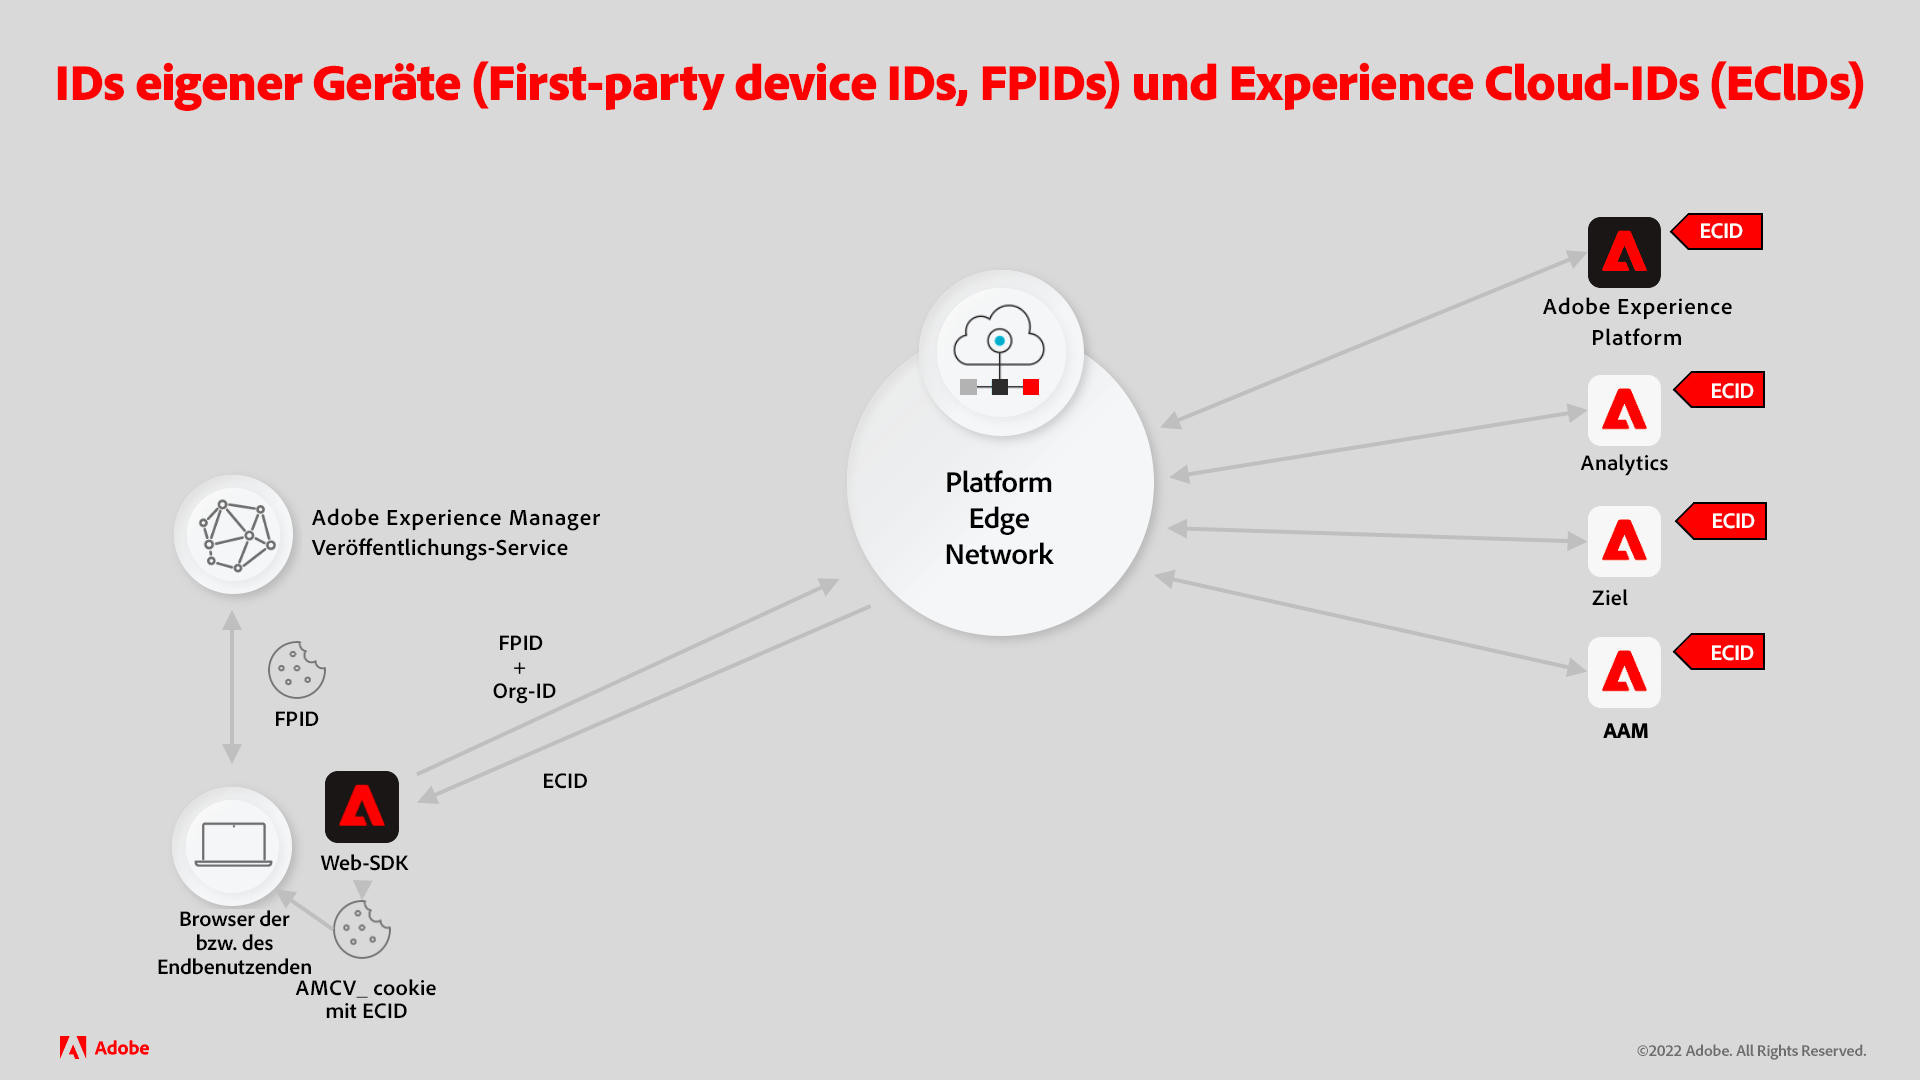 IDs eigener Geräte (First-party device IDs, FPIDs) und Experience Cloud-IDs (EClDs)
ECID
Adobe Experience
Platform
ECID
Analytics
Platform
Edge
Network
Adobe Experience Manager
Veröffentlichungs-Service
ECID
Ziel
FPID
+
Org-ID
ECID
AAM
FPID
ECID
Web-SDK
Browser der
bzw. des
Endbenutzenden
AMCV_ cookie
mit ECID
Adobe
©2022 Adobe. All Rights Reserved.